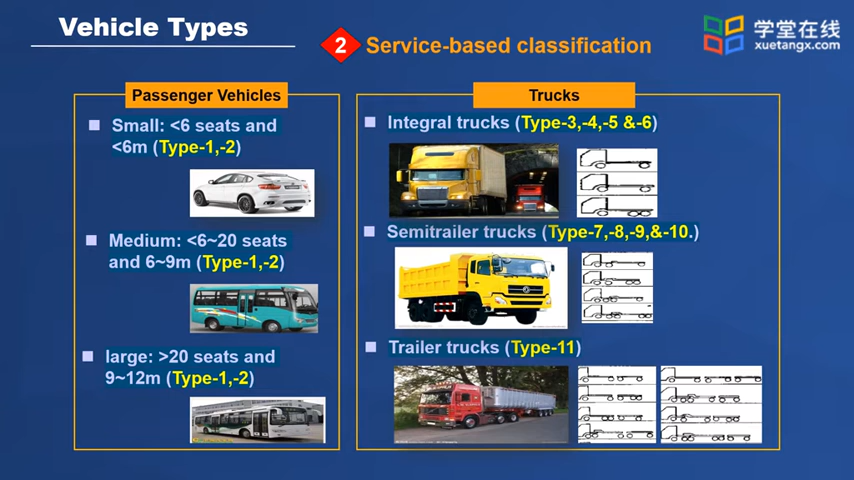 Vehicle Types
2 Service-based classification
学堂在线
xuetangx.com
Passenger Vehicles
Small: <6 seats and
<6m (Type-1,-2)
Medium: <6~20 seats
and 6~9m (Type-1,-2)
large: >20 seats and
9~12m (Type-1,-2)
Trucks
Integral trucks (Type-3,-4,-5 &-6)
Semitrailer trucks (Type-7,-8,-9,&-10.)
Trailer trucks (Type-11)